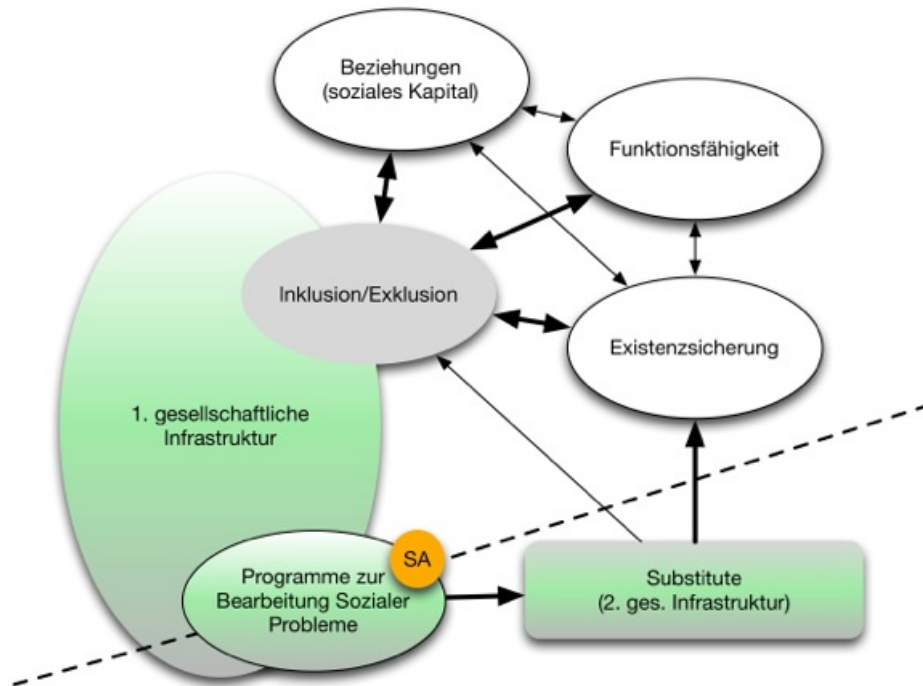 Beziehungen
(soziales Kapital)
Funktionsfähigkeit
Inklusion/Exklusion
Existenzsicherung
1. gesellschaftliche
Infrastruktur
SA
Programme zur
Bearbeitung Sozialer
Probleme
Substitute
(2. ges. Infrastruktur)